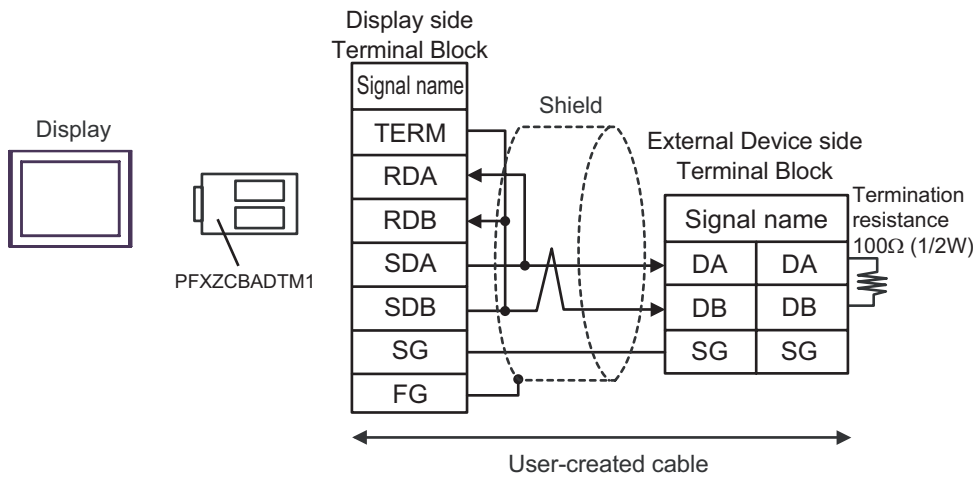 Display side
Terminal Block
Signal name
TERM
RDA
RDB
SDA
SDB
SG
FG
Display
PFXZCBADTM1
Shield
External Device side
Terminal Block
Signal name
DA DA
DB DB
SG SG
Termination
resistance
100Ω (1/2W)
User-created cable